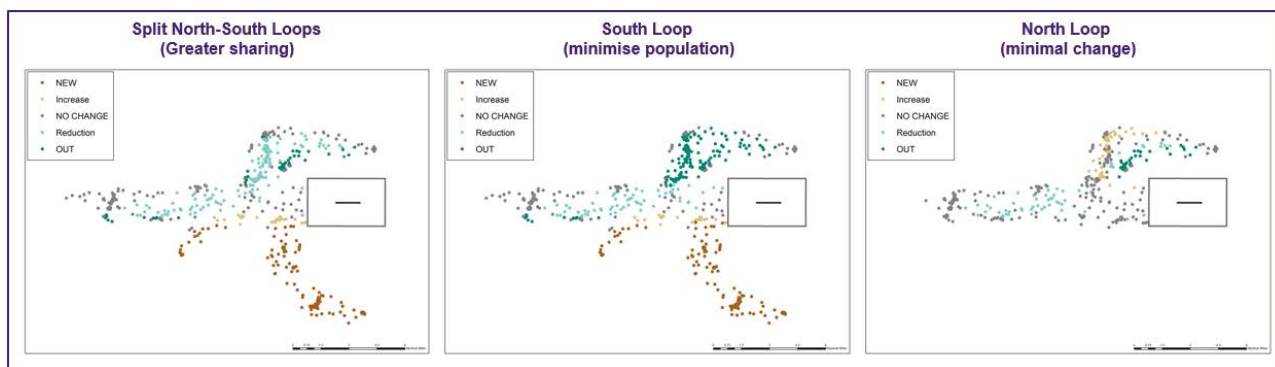 Split North-South Loops
(Greater sharing)
NEW
Increase
NO CHANGE
Reduction
OUT
South Loop
(minimise population)
NEW
Increase
NO CHANGE
Reduction
OUT
North Loop
(minimal change)
NEW
Increase
NO CHANGE
Reduction
OUT